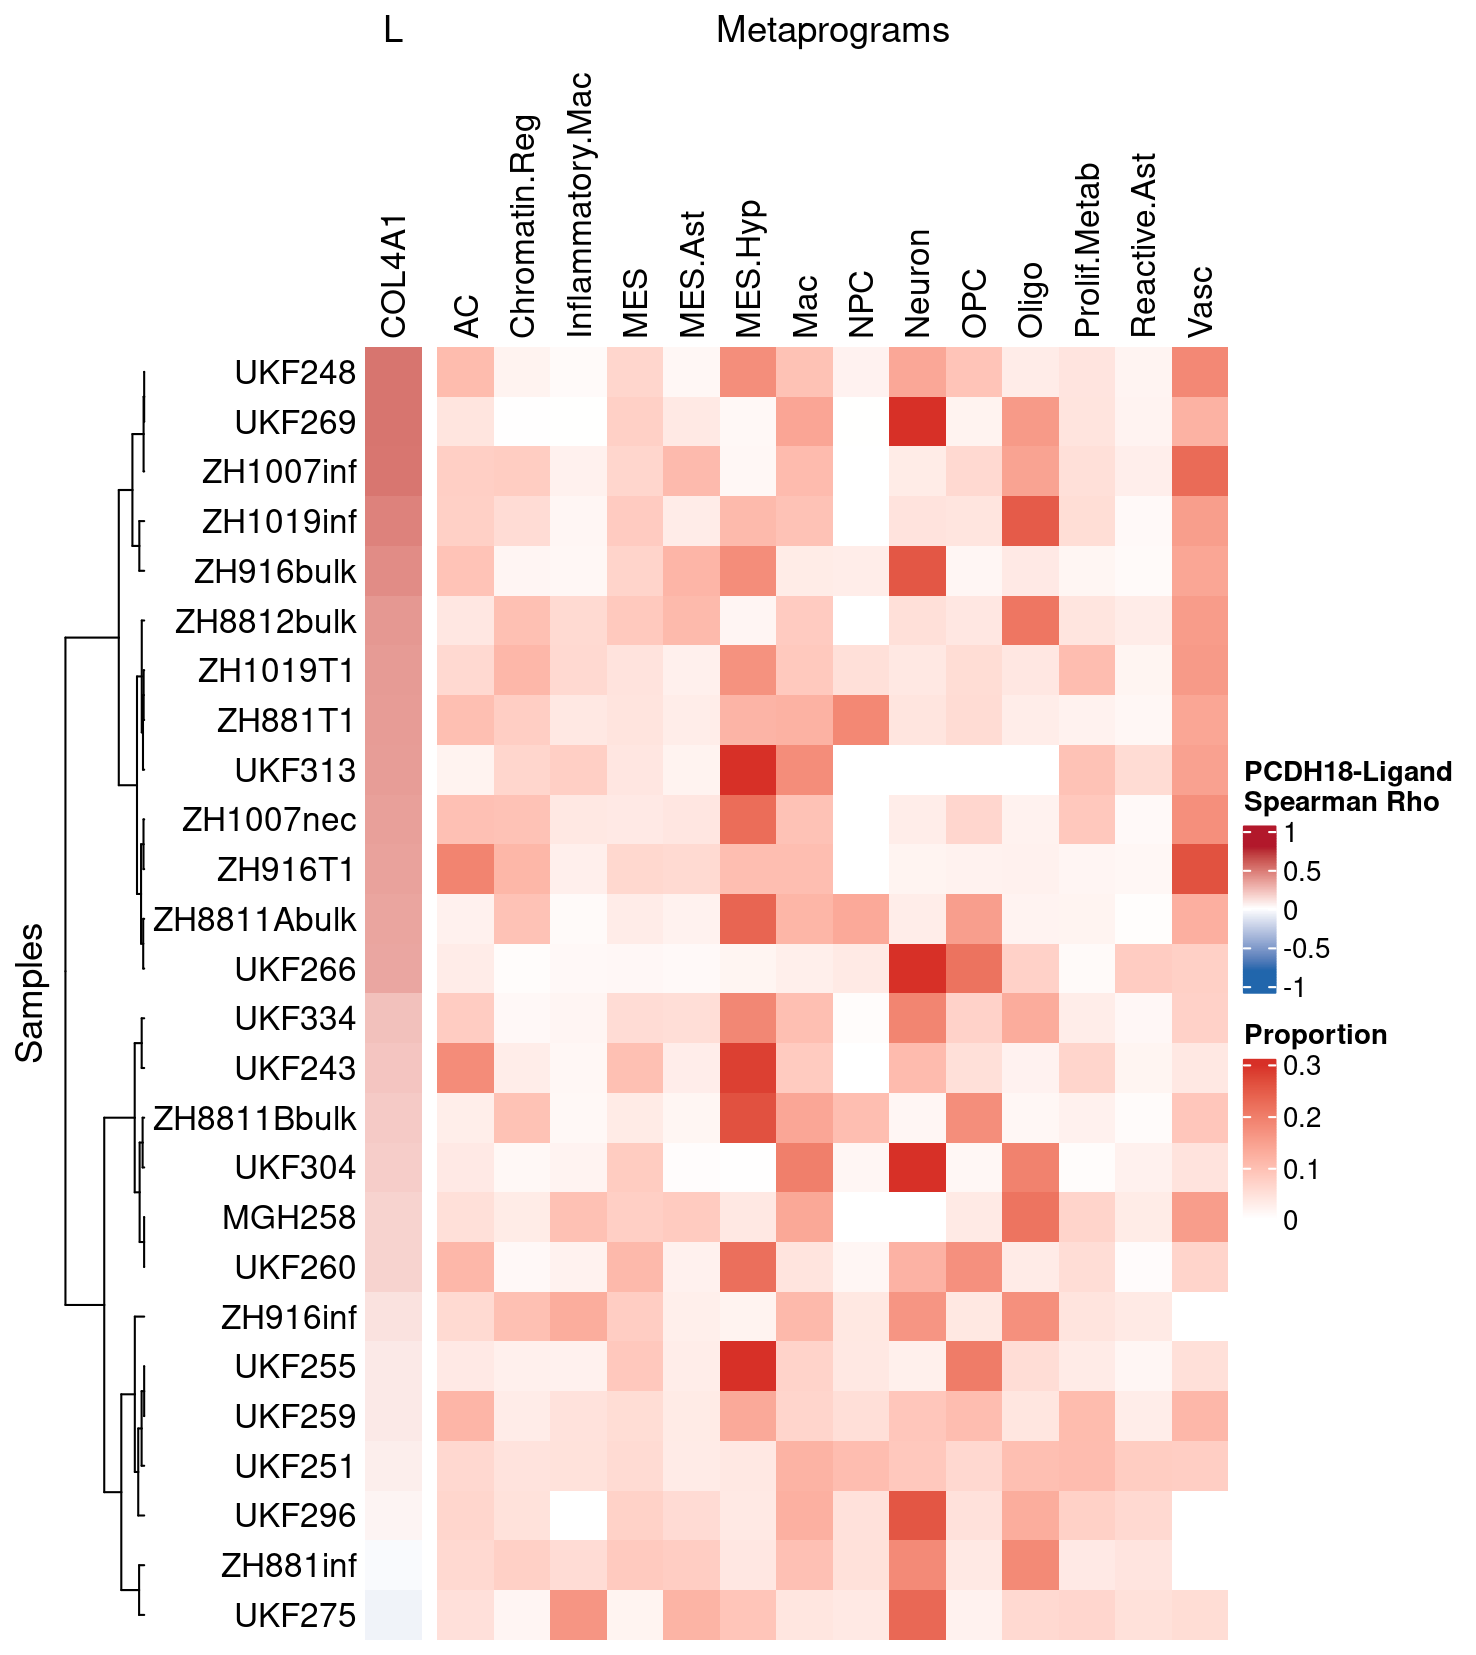 L
Metaprograms
COL4A1
AC
Chromatin.Reg
Inflammatory.Mac
MES
MES.Ast
MES.Hyp
Mac
NPC
Neuron
OPC
Oligo
Prolif.Metab
Reactive.Ast
Vasc
Samples
UKF248
UKF269
ZH1007inf
ZH1019inf
ZH916bulk
ZH8812bulk
ZH1019T1
ZH881T1
UKF313
ZH1007nec
ZH916T1
ZH8811Abulk
UKF266
UKF334
UKF243
ZH8811Bbulk
UKF304
MGH258
UKF260
ZH916inf
UKF255
UKF259
UKF251
UKF296
ZH881inf
UKF275
PCDH18-Ligand
Spearman Rho
1
0.5
0
-0.5
-1
Proportion
0.3
0.2
0.1
0